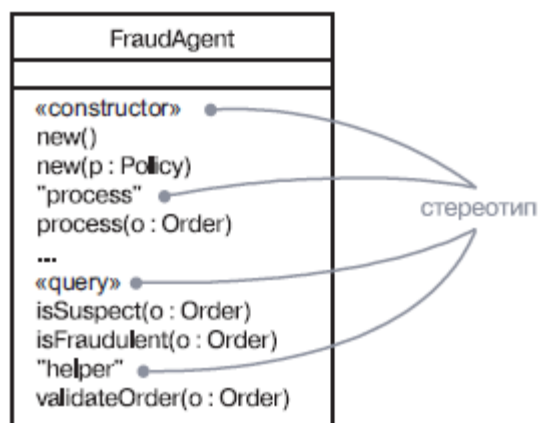 FraudAgent
«constructor»
new()
new(p : Policy)
"process"
process(o : Order)
...
«query»
isSuspect(o : Order)
isFraudulent(o : Order)
"helper"
validateOrder(o : Order)
стереотип